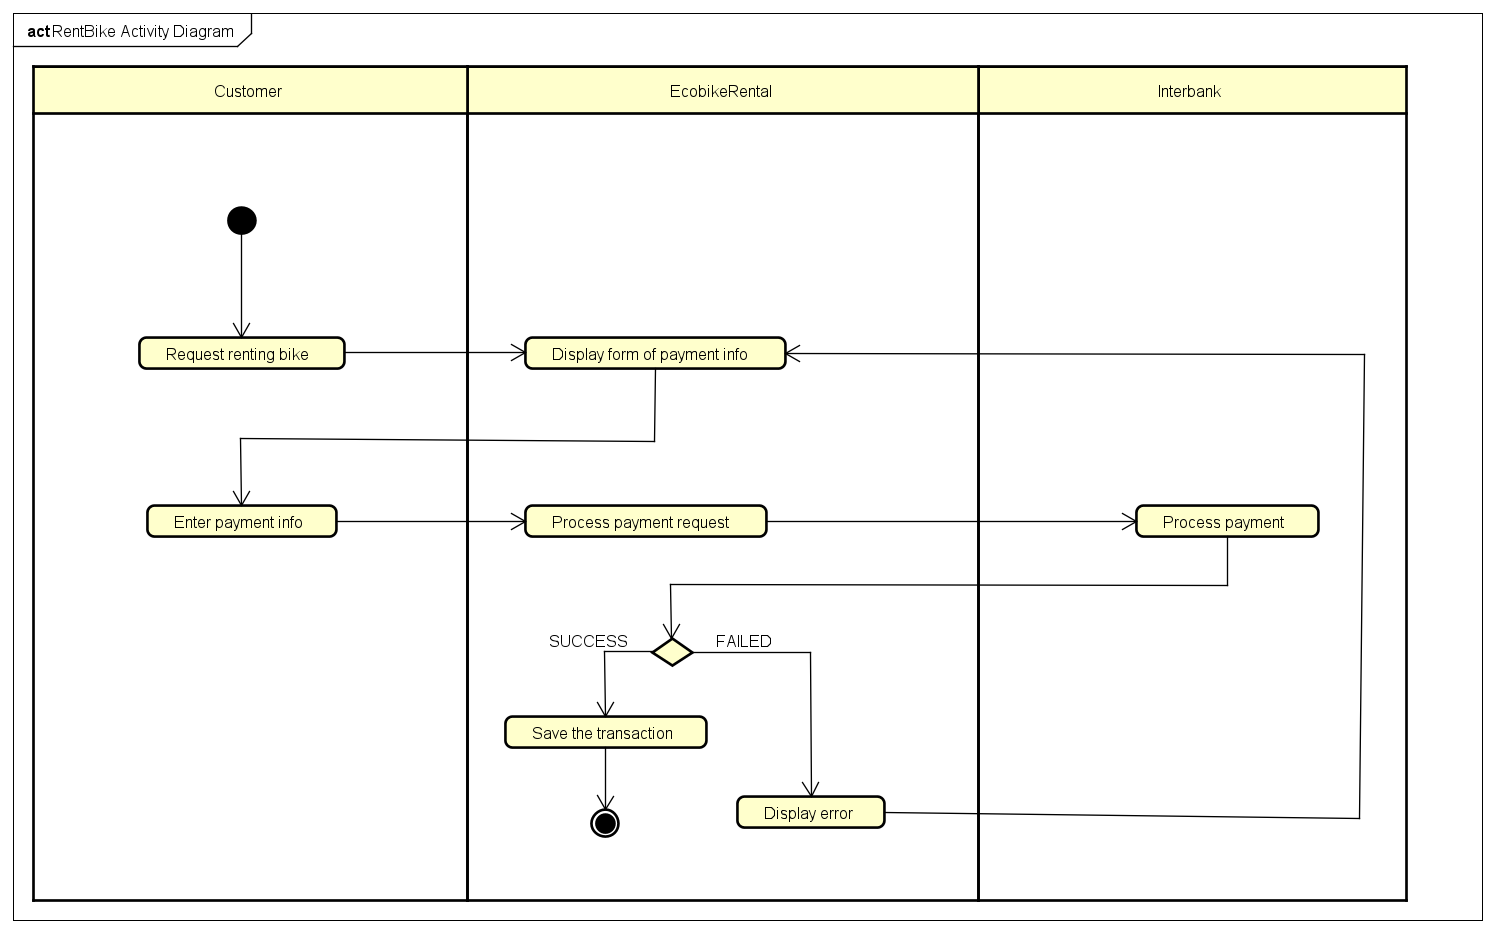 act RentBike Activity Diagram
Customer
EcobikeRental
Interbank
Request renting bike
Display form of payment info
Enter payment info
Process payment request
Process payment
SUCCESS
FAILED
Save the transaction
Display error